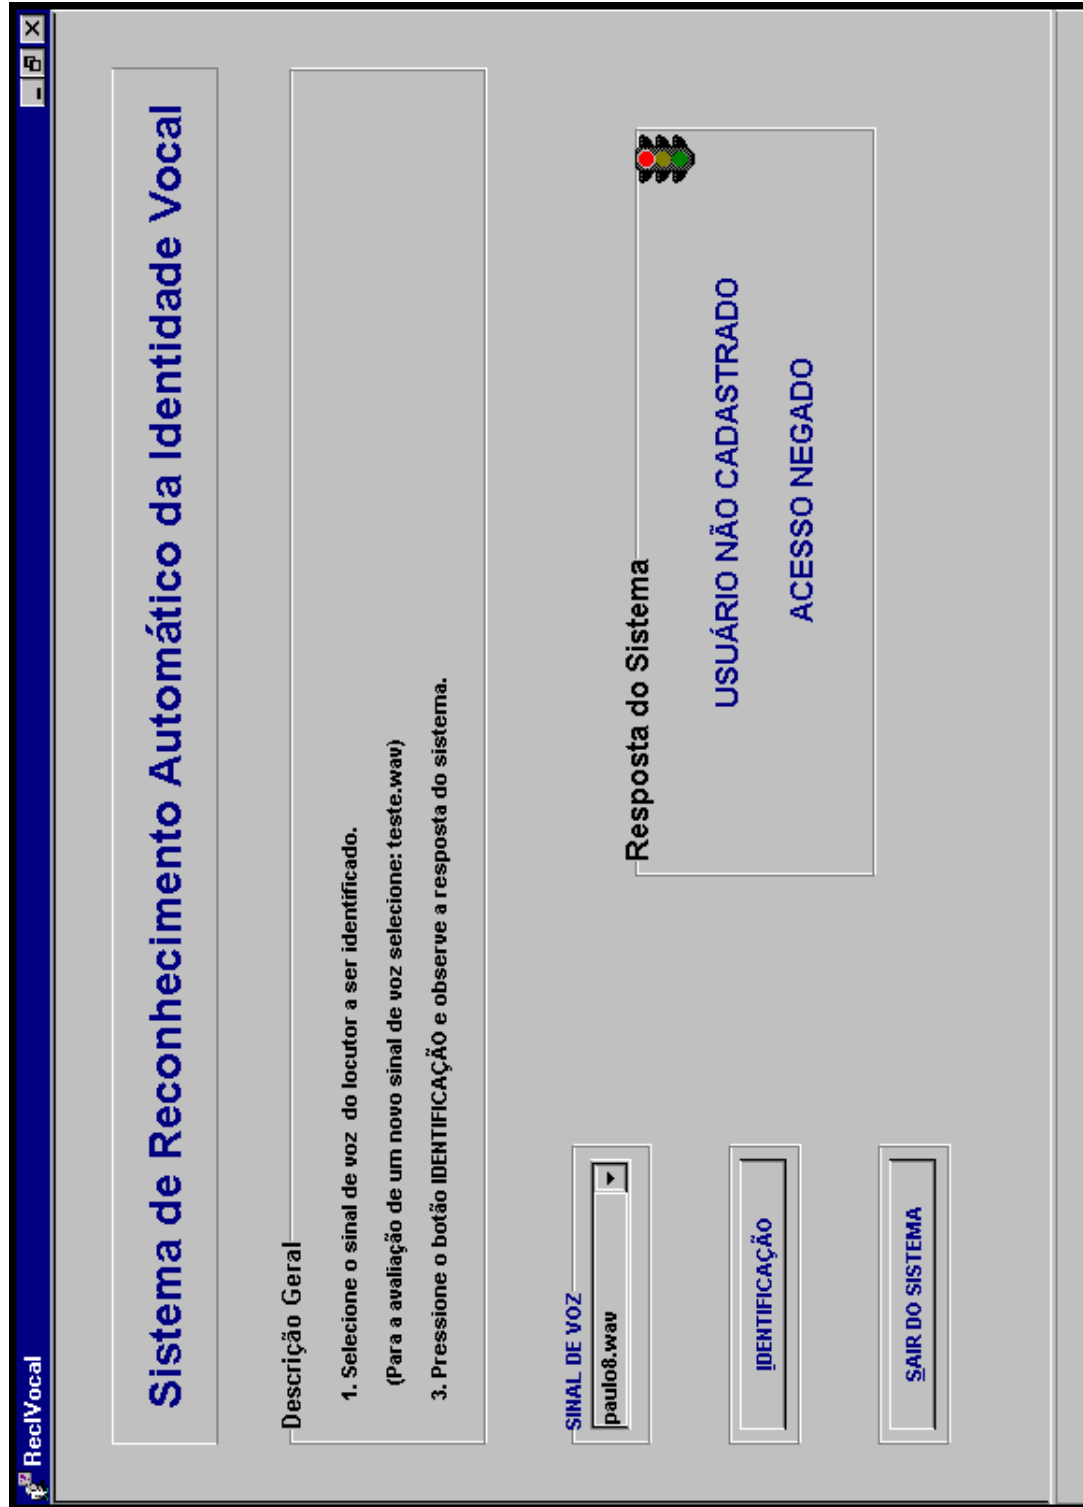 ReclVocal
Sistema de Reconhecimento Automático da Identidade Vocal
Descrição Geral
1. Selecione o sinal de voz do locutor a ser identificado.
(Para a avaliação de um novo sinal de voz selecione: teste.wav)
3. Pressione o botão IDENTIFICAÇÃO e observe a resposta do sistema.
SINAL DE VOZ
paulo8.wav
IDENTIFICAÇÃO
SAIR DO SISTEMA
Resposta do Sistema
USUÁRIO NÃO CADASTRADO
ACESSO NEGADO